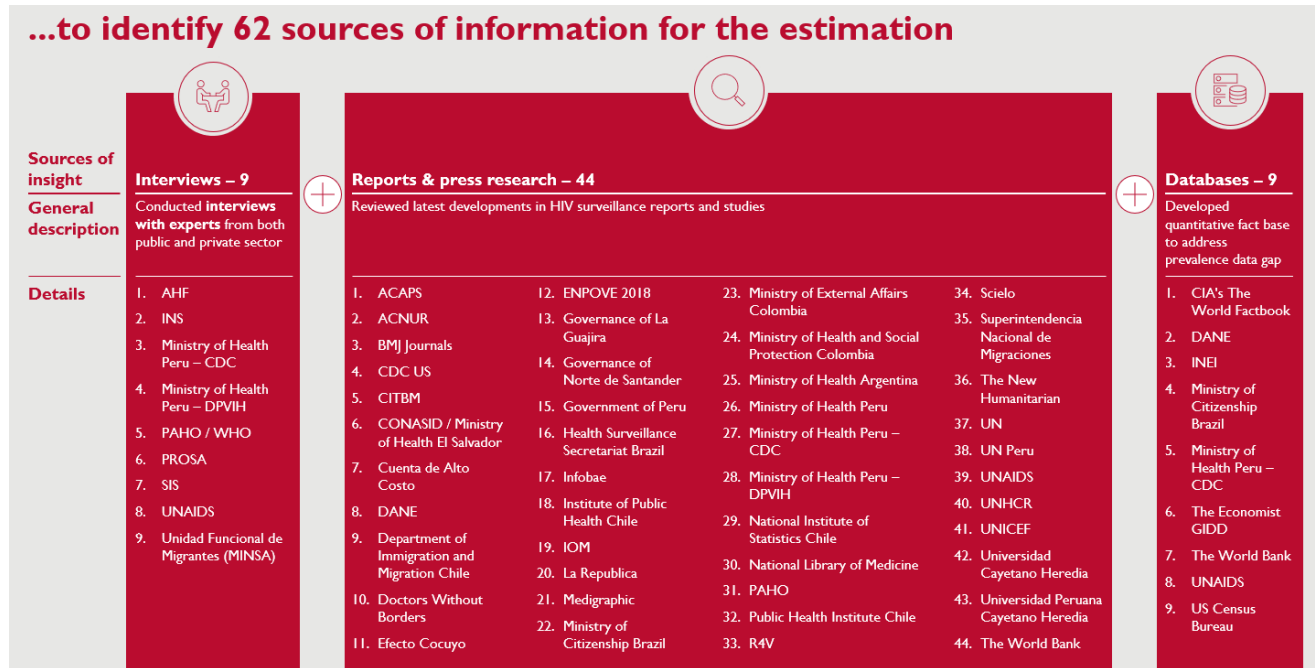 ...to identify 62 sources of information for the estimation
Sources of
insight
General
description
Details
Interviews – 9
Conducted interviews
with experts from both
public and private sector
1. AHF
2. INS
3. Ministry of Health
Peru – CDC
4. Ministry of Health
Peru – DPVIH
5. PAHO / WHO
6. PROSA
7. SIS
8. UNAIDS
9. Unidad Funcional de
Migrantes (MINSA)
Reports & press research – 44
Reviewed latest developments in HIV surveillance reports and studies
1. ACAPS
2. ACNUR
3. BMJ Journals
4. CDC US
5. CITBM
6. CONASID / Ministry
of Health El Salvador
7. Cuenta de Alto
Costo
8. DANE
9. Department of
Immigration and
Migration Chile
10. Doctors Without
Borders
11. Efecto Cocuyo
12. ENPOVE 2018
13. Governance of La
Guajira
14. Governance of
Norte de Santander
15. Government of Peru
16. Health Surveillance
Secretariat Brazil
17. Infobae
18. Institute of Public
Health Chile
19. IOM
20. La Republica
21. Medigraphic
22. Ministry of
Citizenship Brazil
23. Ministry of External Affairs
Colombia
24. Ministry of Health and Social
Protection Colombia
25. Ministry of Health Argentina
26. Ministry of Health Peru
27. Ministry of Health Peru –
CDC
28. Ministry of Health Peru –
DPVIH
29. National Institute of
Statistics Chile
30. National Library of Medicine
31. PAHO
32. Public Health Institute Chile
33. R4V
34. Scielo
35. Superintendencia
Nacional de
Migraciones
36. The New
Humanitarian
37. UN
38. UN Peru
39. UNAIDS
40. UNHCR
41. UNICEF
42. Universidad
Cayetano Heredia
43. Universidad Peruana
Cayetano Heredia
44. The World Bank
Databases – 9
Developed
quantitative fact base
to address
prevalence data gap
1. CIA's The
World Factbook
2. DANE
3. INEI
4. Ministry of
Citizenship
Brazil
5. Ministry of
Health Peru –
CDC
6. The Economist
GIDD
7. The World Bank
8. UNAIDS
9. US Census
Bureau